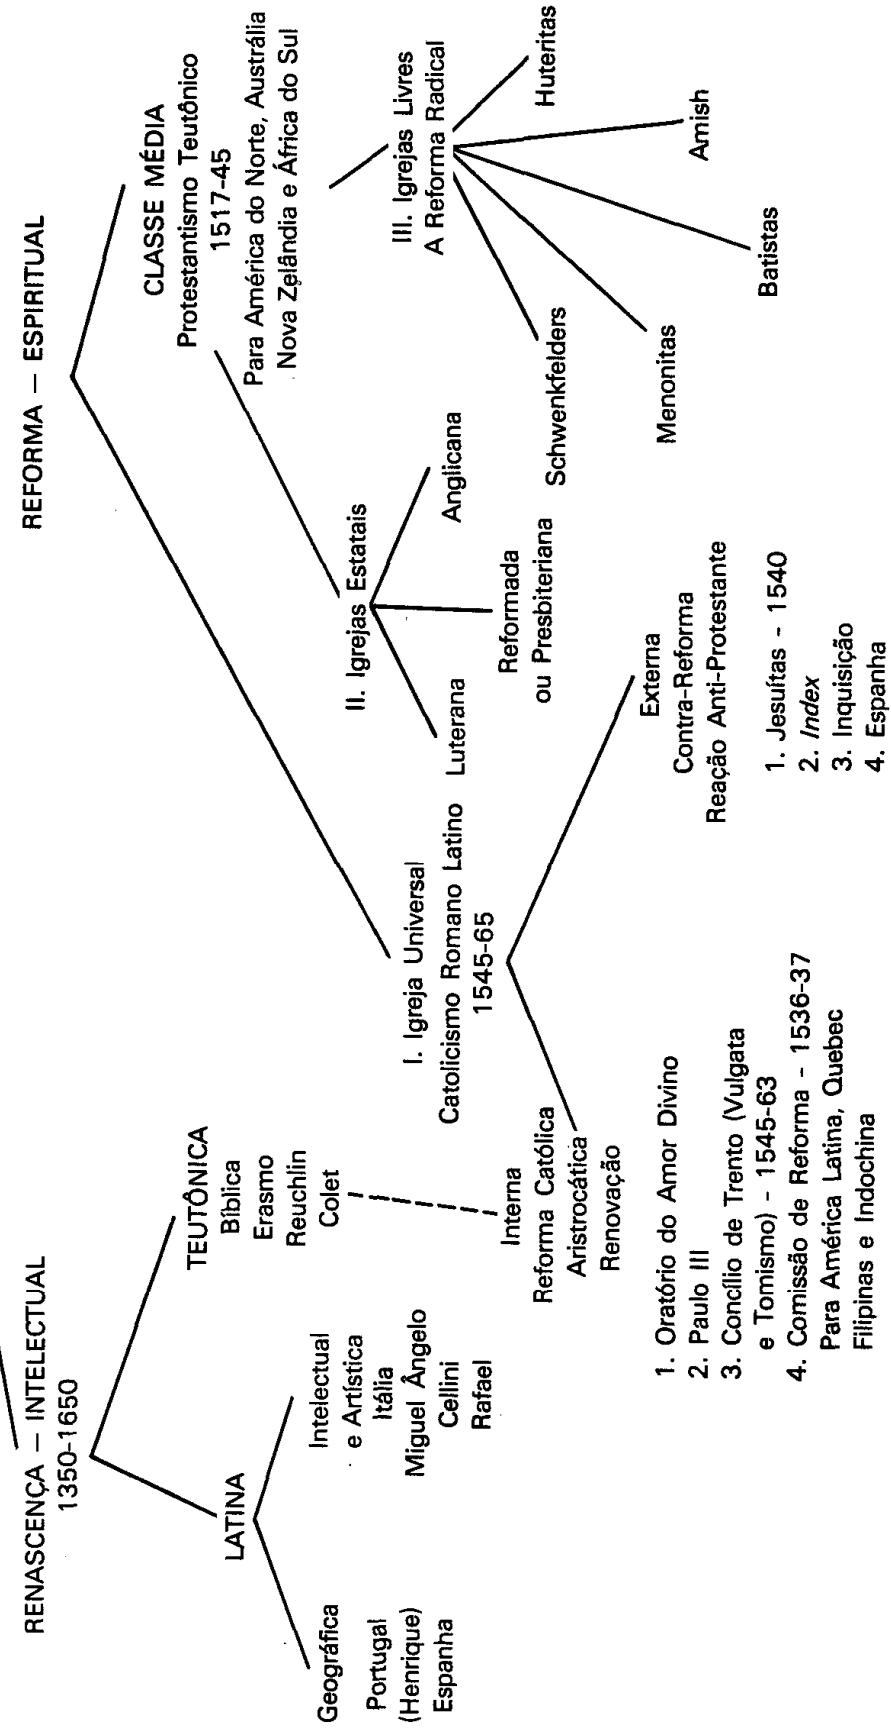 RENASCENÇA — INTELECTUAL
1350-1650
LATINA
Geográfica
Portugal
(Henrique)
Espanha
Intelectual
e Artística
Itália
Miguel Ângelo
Cellini
Rafael
TEUTÔNICA
Bíblica
Erasmo
Reuchlin
Colet
REFORMA — ESPIRITUAL
I. Igreja Universal
Catolicismo Romano Latino
1545-65
Interna
Reforma Católica
Aristrocática
Renovação
1. Oratório do Amor Divino
2. Paulo III
3. Concílio de Trento (Vulgata
e Tomismo) - 1545-63
4. Comissão de Reforma - 1536-37
Para América Latina, Quebec
Filipinas e Indochina
Externa
Contra-Reforma
Reação Anti-Protestante
1. Jesuítas - 1540
2. Index
3. Inquisição
4. Espanha
CLASSE MÉDIA
Protestantismo Teutônico
1517-45
Para América do Norte, Austrália
Nova Zelândia e África do Sul
II. Igrejas Estatais
Luterana
Reformada
ou Presbiteriana
Anglicana
III. Igrejas Livres
A Reforma Radical
Schwenkfelders
Menonitas
Batistas
Amish
Huteritas